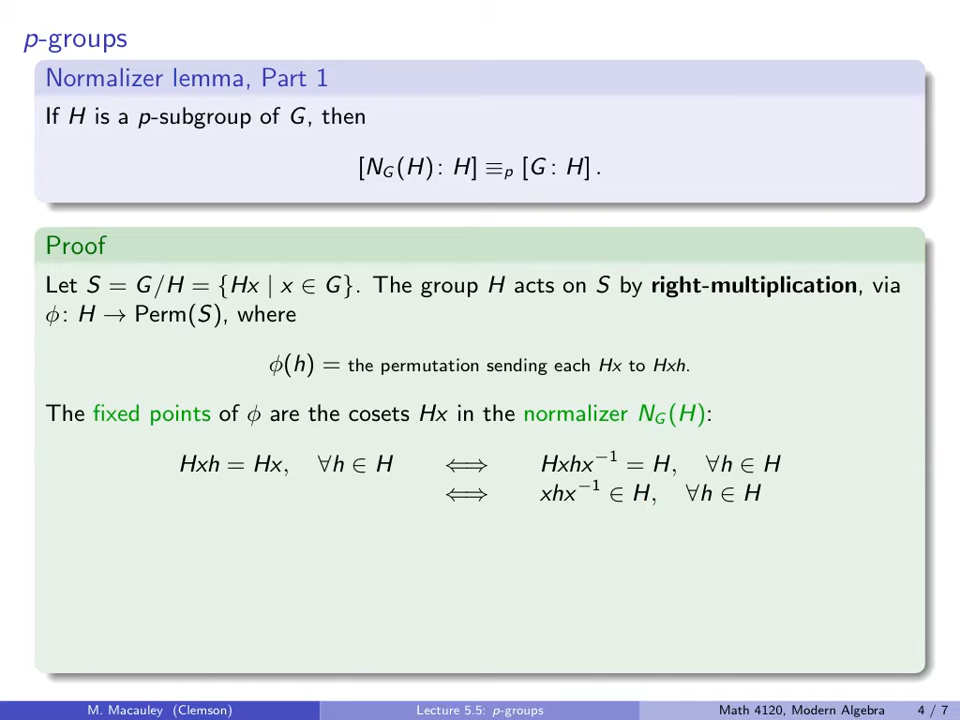 p-groups
Normalizer lemma, Part 1
If H is a p-subgroup of G, then
[N_G(H): H] ≡_p [G: H].
Proof
Let S = G/H = {Hx | x ∈ G}. The group H acts on S by right-multiplication, via
ϕ: H → Perm(S), where
ϕ(h) = the permutation sending each Hx to Hxh.
The fixed points of ϕ are the cosets Hx in the normalizer N_G(H):
Hxh = Hx, ∀h ∈ H ⟺ Hxhx⁻¹ = H, ∀h ∈ H
⟺ xhx⁻¹ ∈ H, ∀h ∈ H
M. Macauley (Clemson) Lecture 5.5: p-groups Math 4120, Modern Algebra 4 / 7